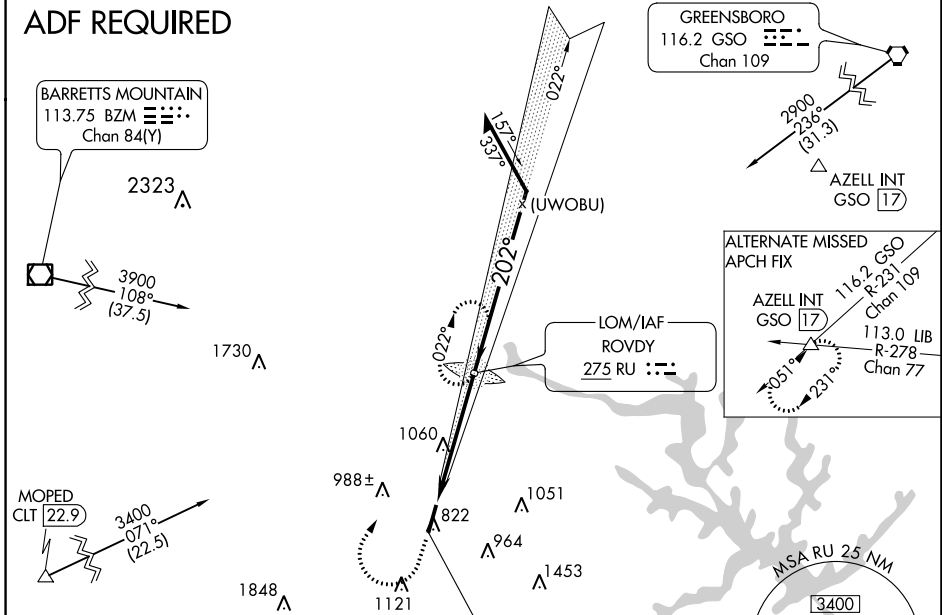 ADF REQUIRED
GREENSBORO
116.2 GSO
Chan 109
BARRETTS MOUNTAIN
113.75 BZM
Chan 84(Y)
022°
157°
337°
2900
236°
(31.3)
2323
(UWOBU)
AZELL INT
GSO 17
202°
ALTERNATE MISSED
APCH FIX
116.2 GSO
R-231
Chan 109
3900
108°
(37.5)
AZELL INT
GSO 17
113.0 LIB
R-278
Chan 77
LOM/IAF
ROVDY
275 RU
022°
1730
051°
231°
1060
988±
MOPED
CLT 22.9
1051
3400
071°
(22.5)
822
964
MSA RU 25 NM
1453
1848
1121
3400